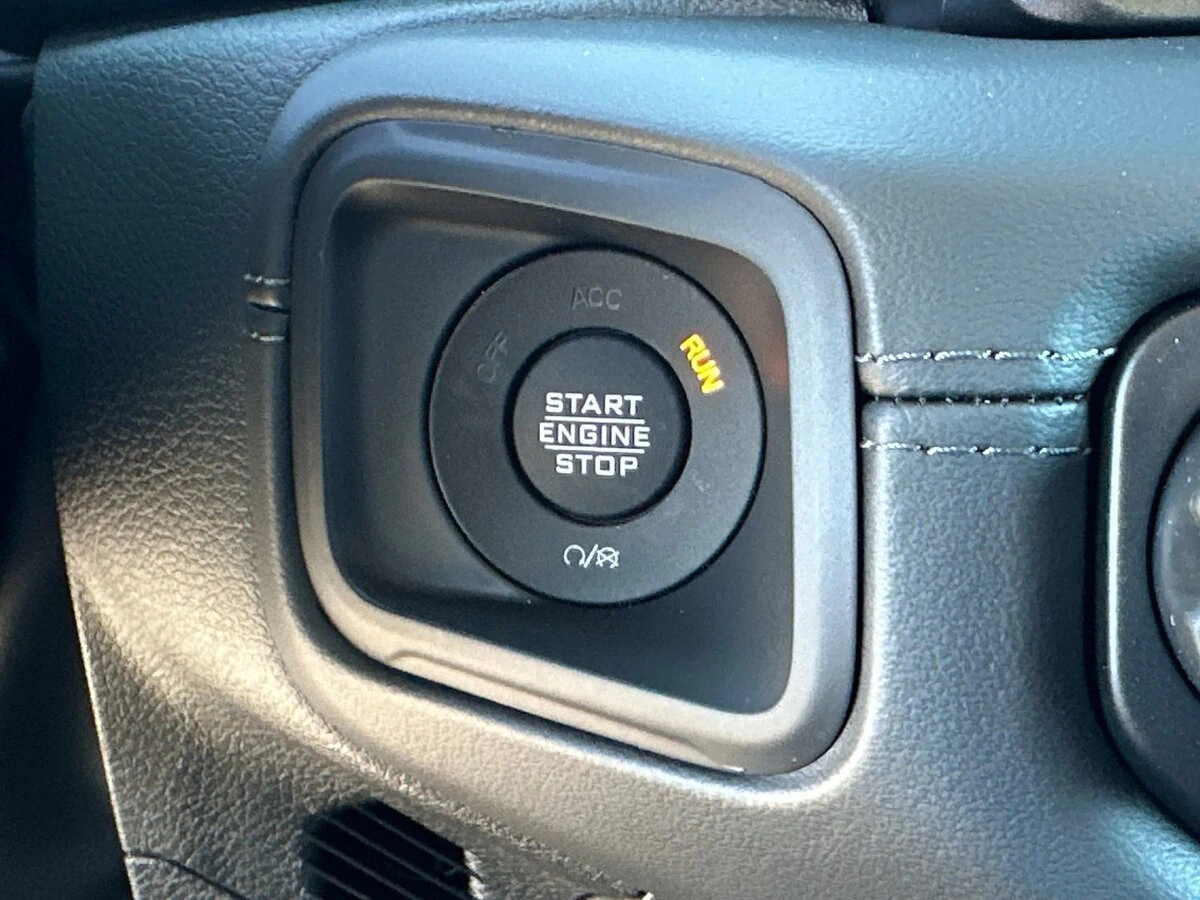 ACC
OFF
RUN
START
ENGINE
STOP